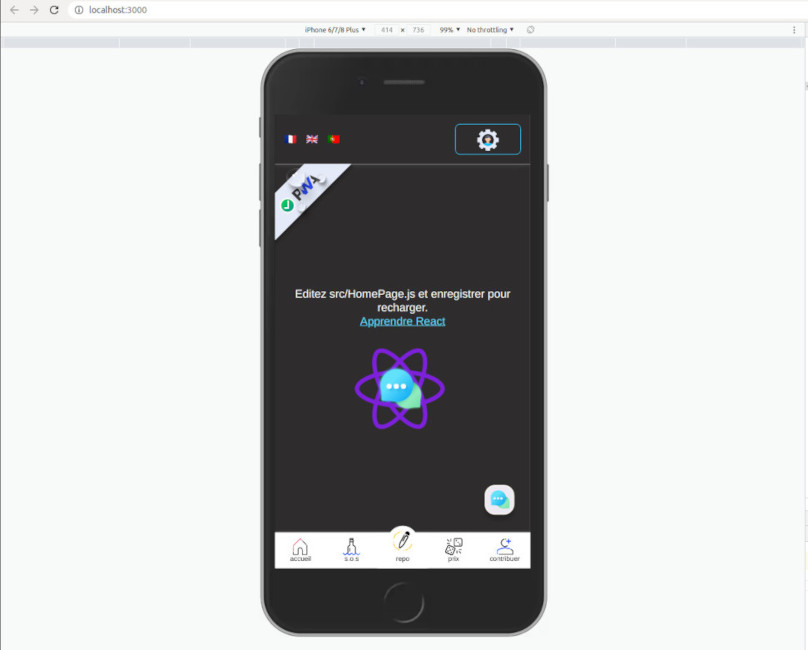 localhost:3000
iPhone 6/7/8 Plus ▼ 414 × 736 99% ▼ No throttling ▼
PWA
Editez src/HomePage.js et enregistrer pour
recharger.
Apprendre React
accueil s.o.s repo prix contribuer